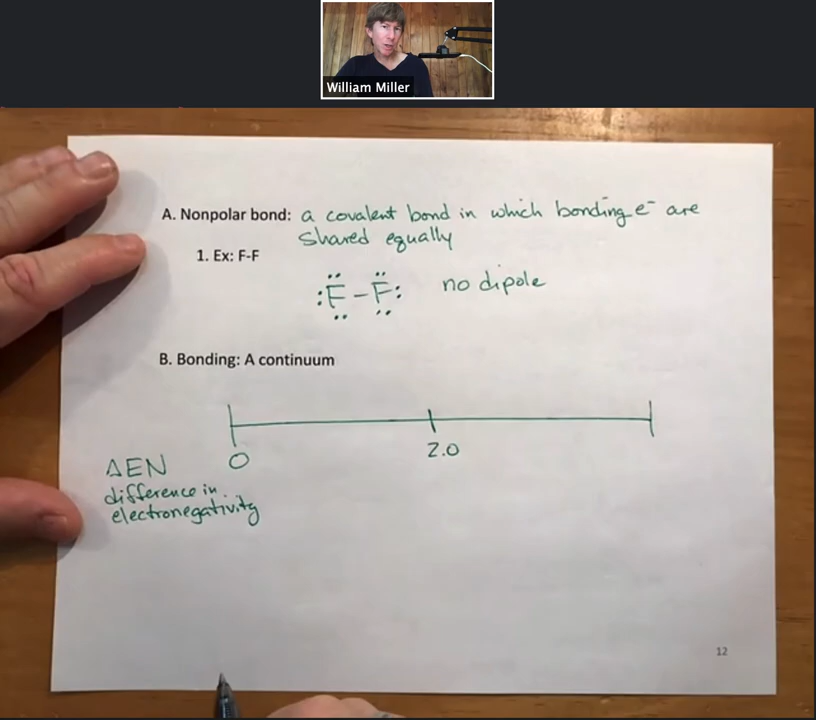 William Miller
A. Nonpolar bond: a covalent bond in which bonding e⁻ are
shared equally
1. Ex: F-F
:F̤̈ – F̤̈: no dipole
B. Bonding: A continuum
0 2.0
ΔEN
difference in
electronegativity
12